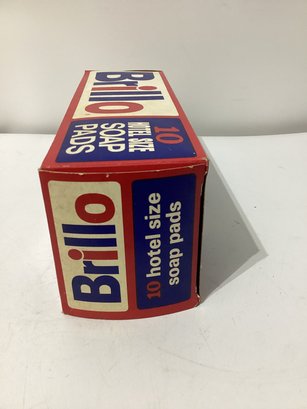 Brillo
10
HOTEL SIZE
SOAP
PADS
Brillo
10 hotel size
soap pads